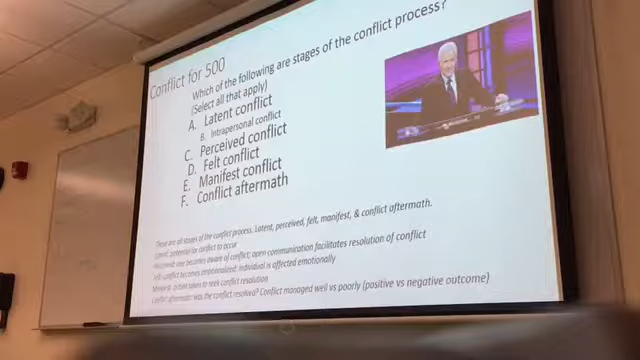 Conflict for 500
Which of the following are stages of the conflict process?
(Select all that apply)
A. Latent conflict
B. Intrapersonal conflict
C. Perceived conflict
D. Felt conflict
E. Manifest conflict
F. Conflict aftermath
These are all stages of the conflict process. Latent, perceived, felt, manifest, & conflict aftermath.
Latent: potential for conflict to occur
Perceived: one becomes aware of conflict; open communication facilitates resolution of conflict
Felt: conflict becomes emotionalized; individual is affected emotionally
Manifest: action taken to seek conflict resolution
Conflict aftermath: was the conflict resolved? Conflict managed well vs poorly (positive vs negative outcome)